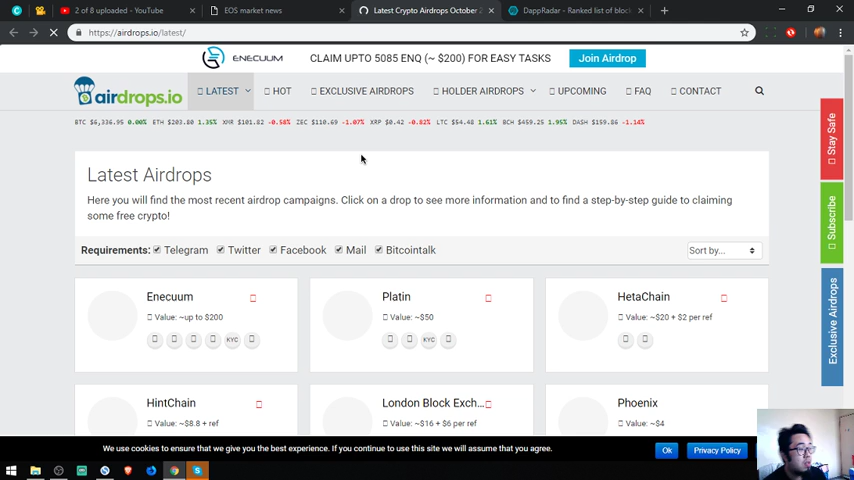 2 of 8 uploaded - YouTube
EOS market news
Latest Crypto Airdrops October 2
DappRadar - Ranked list of block
https://airdrops.io/latest/
ENECUUM
CLAIM UPTO 5085 ENQ (~ $200) FOR EASY TASKS
Join Airdrop
airdrops.io
LATEST
HOT
EXCLUSIVE AIRDROPS
HOLDER AIRDROPS
UPCOMING
FAQ
CONTACT
BTC $6,336.95 0.00% ETH $203.80 1.35% XMR $101.82 -0.58% ZEC $110.69 -1.07% XRP $0.42 -0.82% LTC $54.48 1.61% BCH $459.25 1.95% DASH $159.86 -1.14%
Stay Safe
Subscribe
Exclusive Airdrops
Latest Airdrops
Here you will find the most recent airdrop campaigns. Click on a drop to see more information and to find a step-by-step guide to claiming
some free crypto!
Requirements: Telegram Twitter Facebook Mail Bitcointalk
Sort by...
Enecuum
Value: ~up to $200
KYC
Platin
Value: ~$50
KYC
HetaChain
Value: ~$20 + $2 per ref
HintChain
Value: ~$8.8 + ref
London Block Exch...
Value: ~$16 + $6 per ref
Phoenix
Value: ~$4
We use cookies to ensure that we give you the best experience. If you continue to use this site we will assume that you agree.
Ok
Privacy Policy